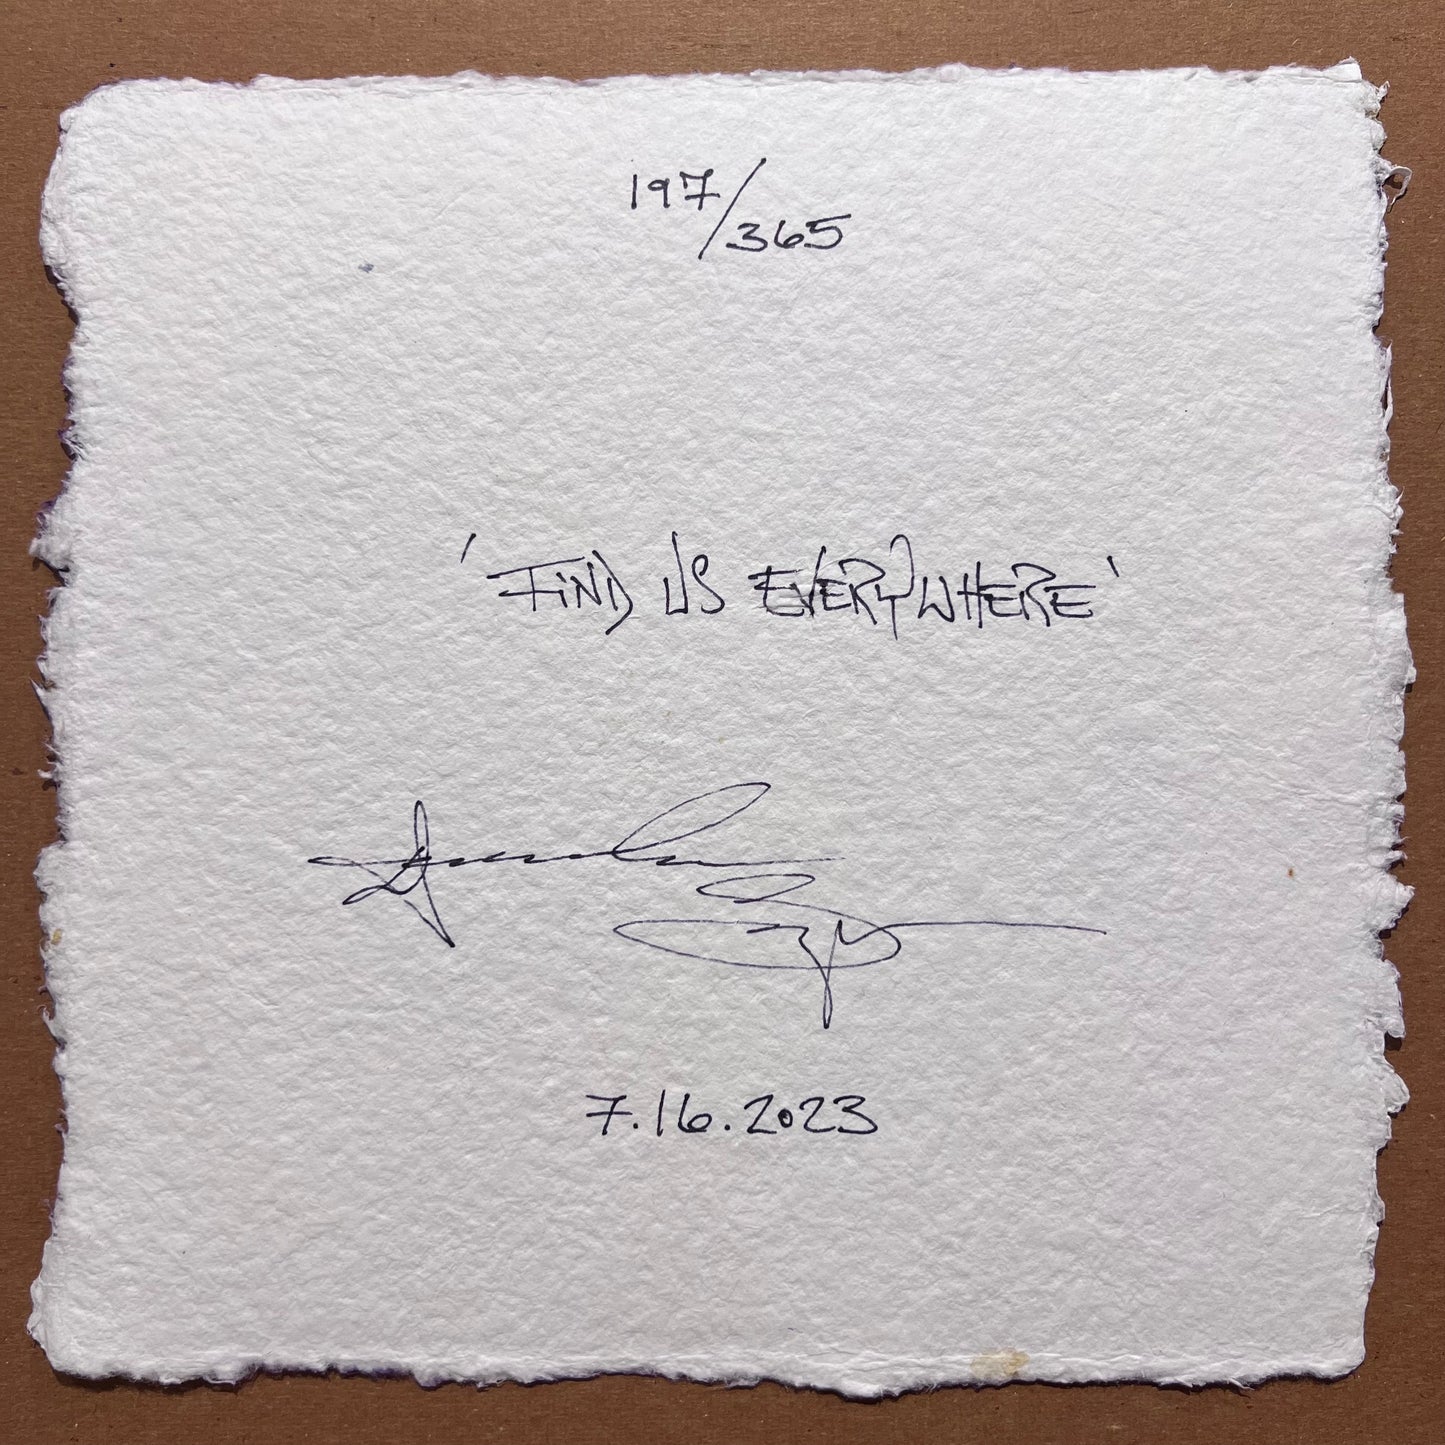 197/365
'FIND US EVERYWHERE'
7.16.2023